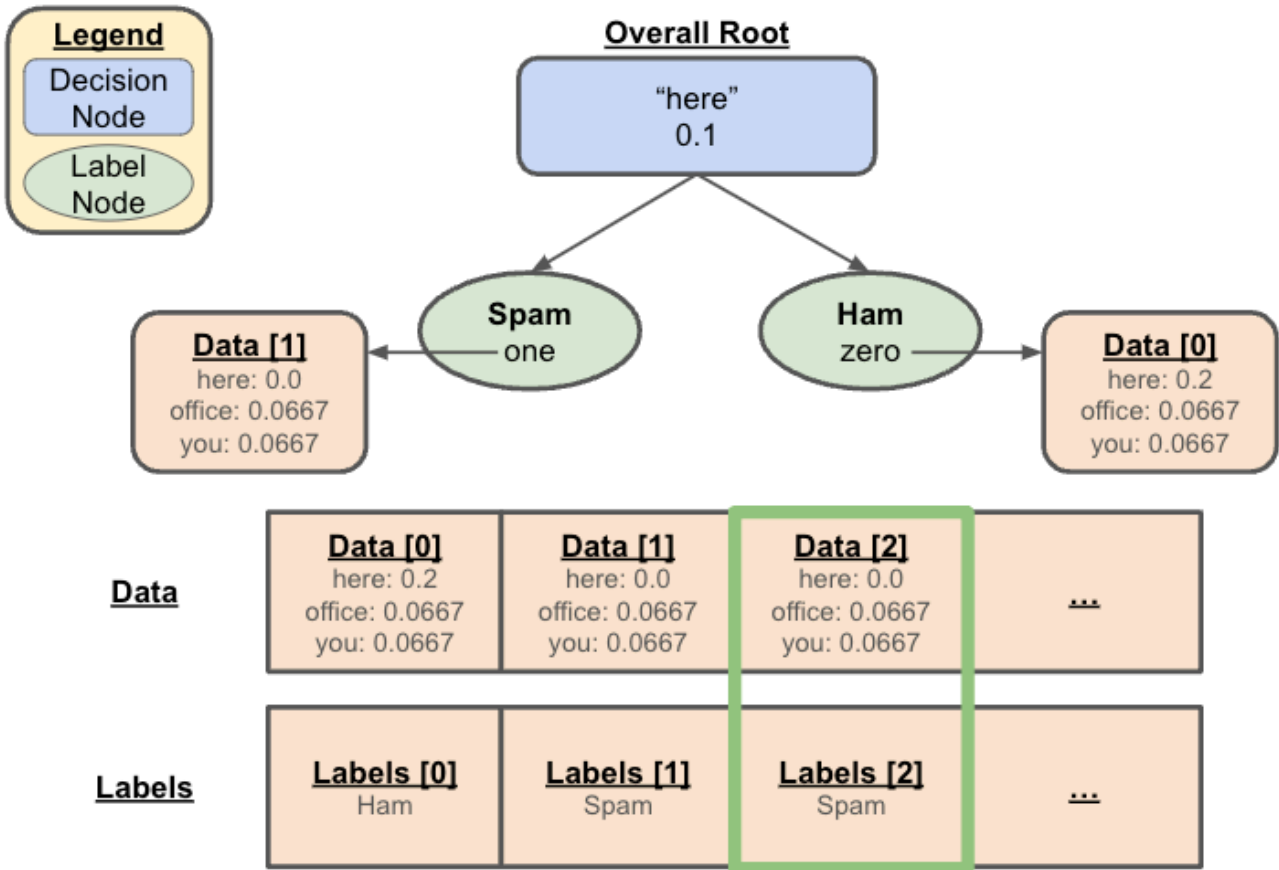 Legend
Decision
Node
Label
Node
Overall Root
“here”
0.1
Spam
one
Ham
zero
Data [1]
here: 0.0
office: 0.0667
you: 0.0667
Data [0]
here: 0.2
office: 0.0667
you: 0.0667
Data
Data [0]
here: 0.2
office: 0.0667
you: 0.0667
Data [1]
here: 0.0
office: 0.0667
you: 0.0667
Data [2]
here: 0.0
office: 0.0667
you: 0.0667
...
Labels
Labels [0]
Ham
Labels [1]
Spam
Labels [2]
Spam
...